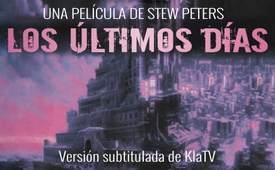 UNA PELÍCULA DE STEW PETERS
LOS ÚLTIMOS DÍAS
Versión subtitulada de KlaTV